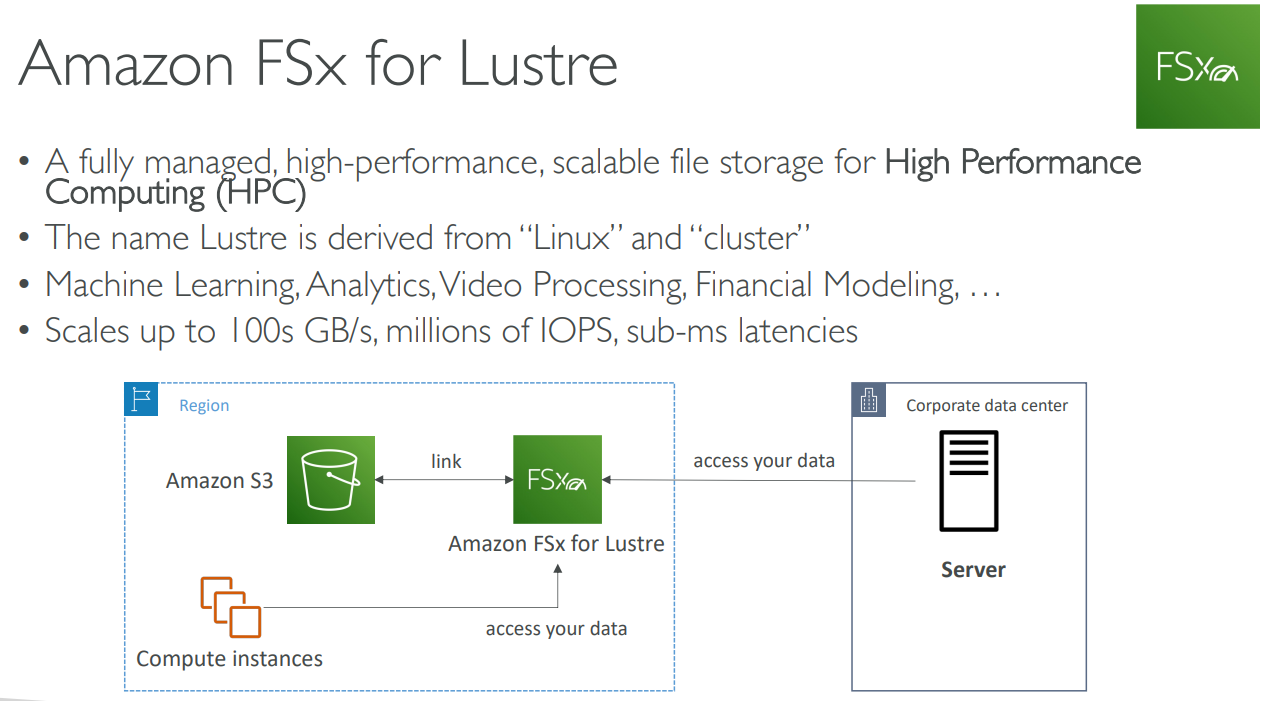 Amazon FSx for Lustre
FSx
• A fully managed, high-performance, scalable file storage for High Performance
Computing (HPC)
• The name Lustre is derived from “Linux” and “cluster”
• Machine Learning, Analytics, Video Processing, Financial Modeling, …
• Scales up to 100s GB/s, millions of IOPS, sub-ms latencies
Region
Corporate data center
Amazon S3
link
FSx
access your data
Amazon FSx for Lustre
Server
access your data
Compute instances